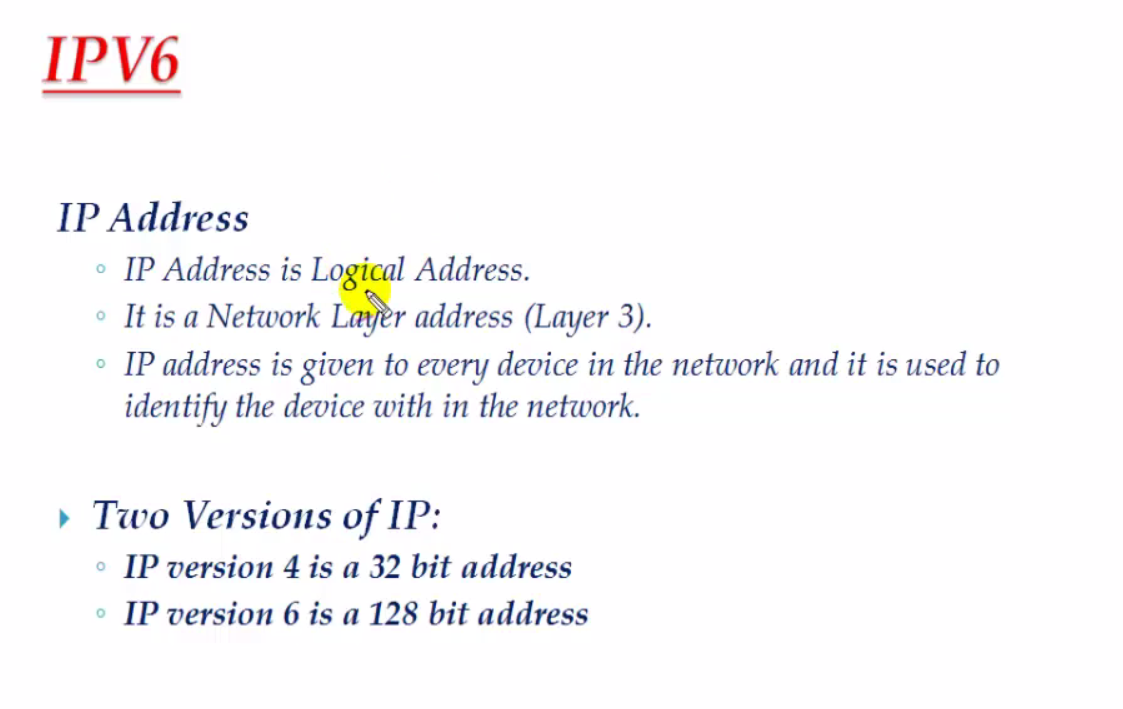 IPV6
IP Address
IP Address is Logical Address.
It is a Network Layer address (Layer 3).
IP address is given to every device in the network and it is used to
identify the device with in the network.
Two Versions of IP:
IP version 4 is a 32 bit address
IP version 6 is a 128 bit address